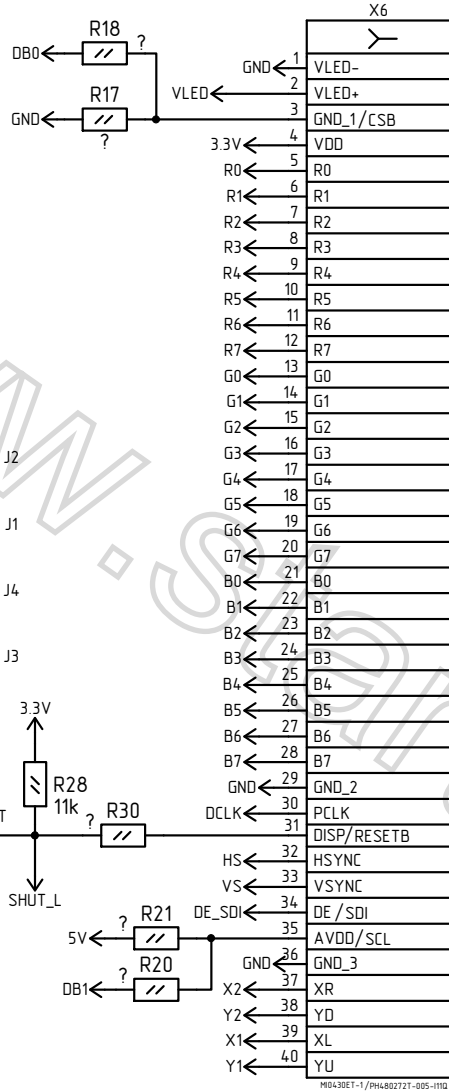 X6
R18
?
DB0
R17
GND
?
GND 1 VLED-
VLED 2 VLED+
3 GND_1/CSB
3.3V 4 VDD
R0 5 R0
R1 6 R1
R2 7 R2
R3 8 R3
R4 9 R4
R5 10 R5
R6 11 R6
R7 12 R7
G0 13 G0
G1 14 G1
G2 15 G2
G3 16 G3
G4 17 G4
G5 18 G5
G6 19 G6
G7 20 G7
B0 21 B0
B1 22 B1
B2 23 B2
B3 24 B3
B4 25 B4
B5 26 B5
B6 27 B6
B7 28 B7
GND 29 GND_2
DCLK 30 PCLK
31 DISP/RESETB
HS 32 HSYNC
VS 33 VSYNC
DE_SDI 34 DE/SDI
35 AVDD/SCL
GND 36 GND_3
X2 37 XR
Y2 38 YD
X1 39 XL
Y1 40 YU
J2
J1
J4
J3
3.3V
R28
11k
? R30
T
SHUT_L
? R21
5V
? R20
DB1
MI0430ET-1/PH480272T-005-I11Q
w.star